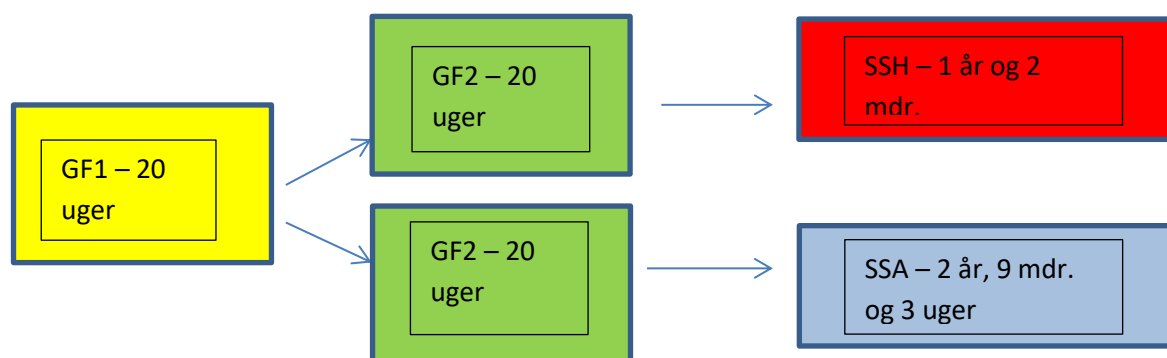 GF1 – 20
uger
GF2 – 20
uger
SSH – 1 år og 2
mdr.
GF2 – 20
uger
SSA – 2 år, 9 mdr.
og 3 uger